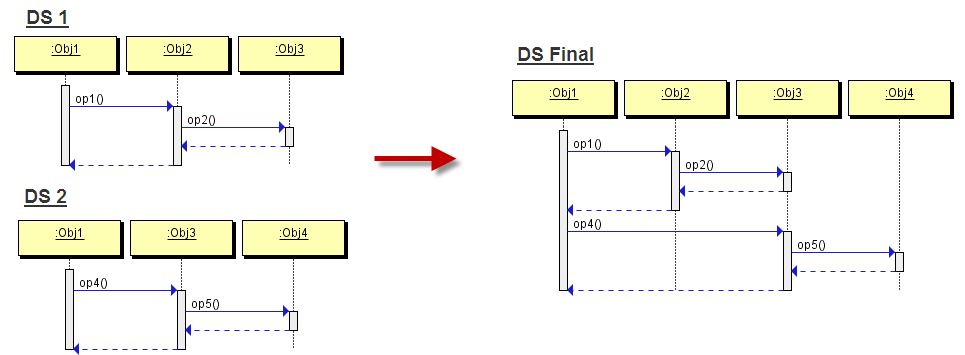 DS 1
:Obj1 :Obj2 :Obj3
op1()
op2()
DS 2
:Obj1 :Obj3 :Obj4
op4()
op5()
DS Final
:Obj1 :Obj2 :Obj3 :Obj4
op1()
op2()
op4()
op5()